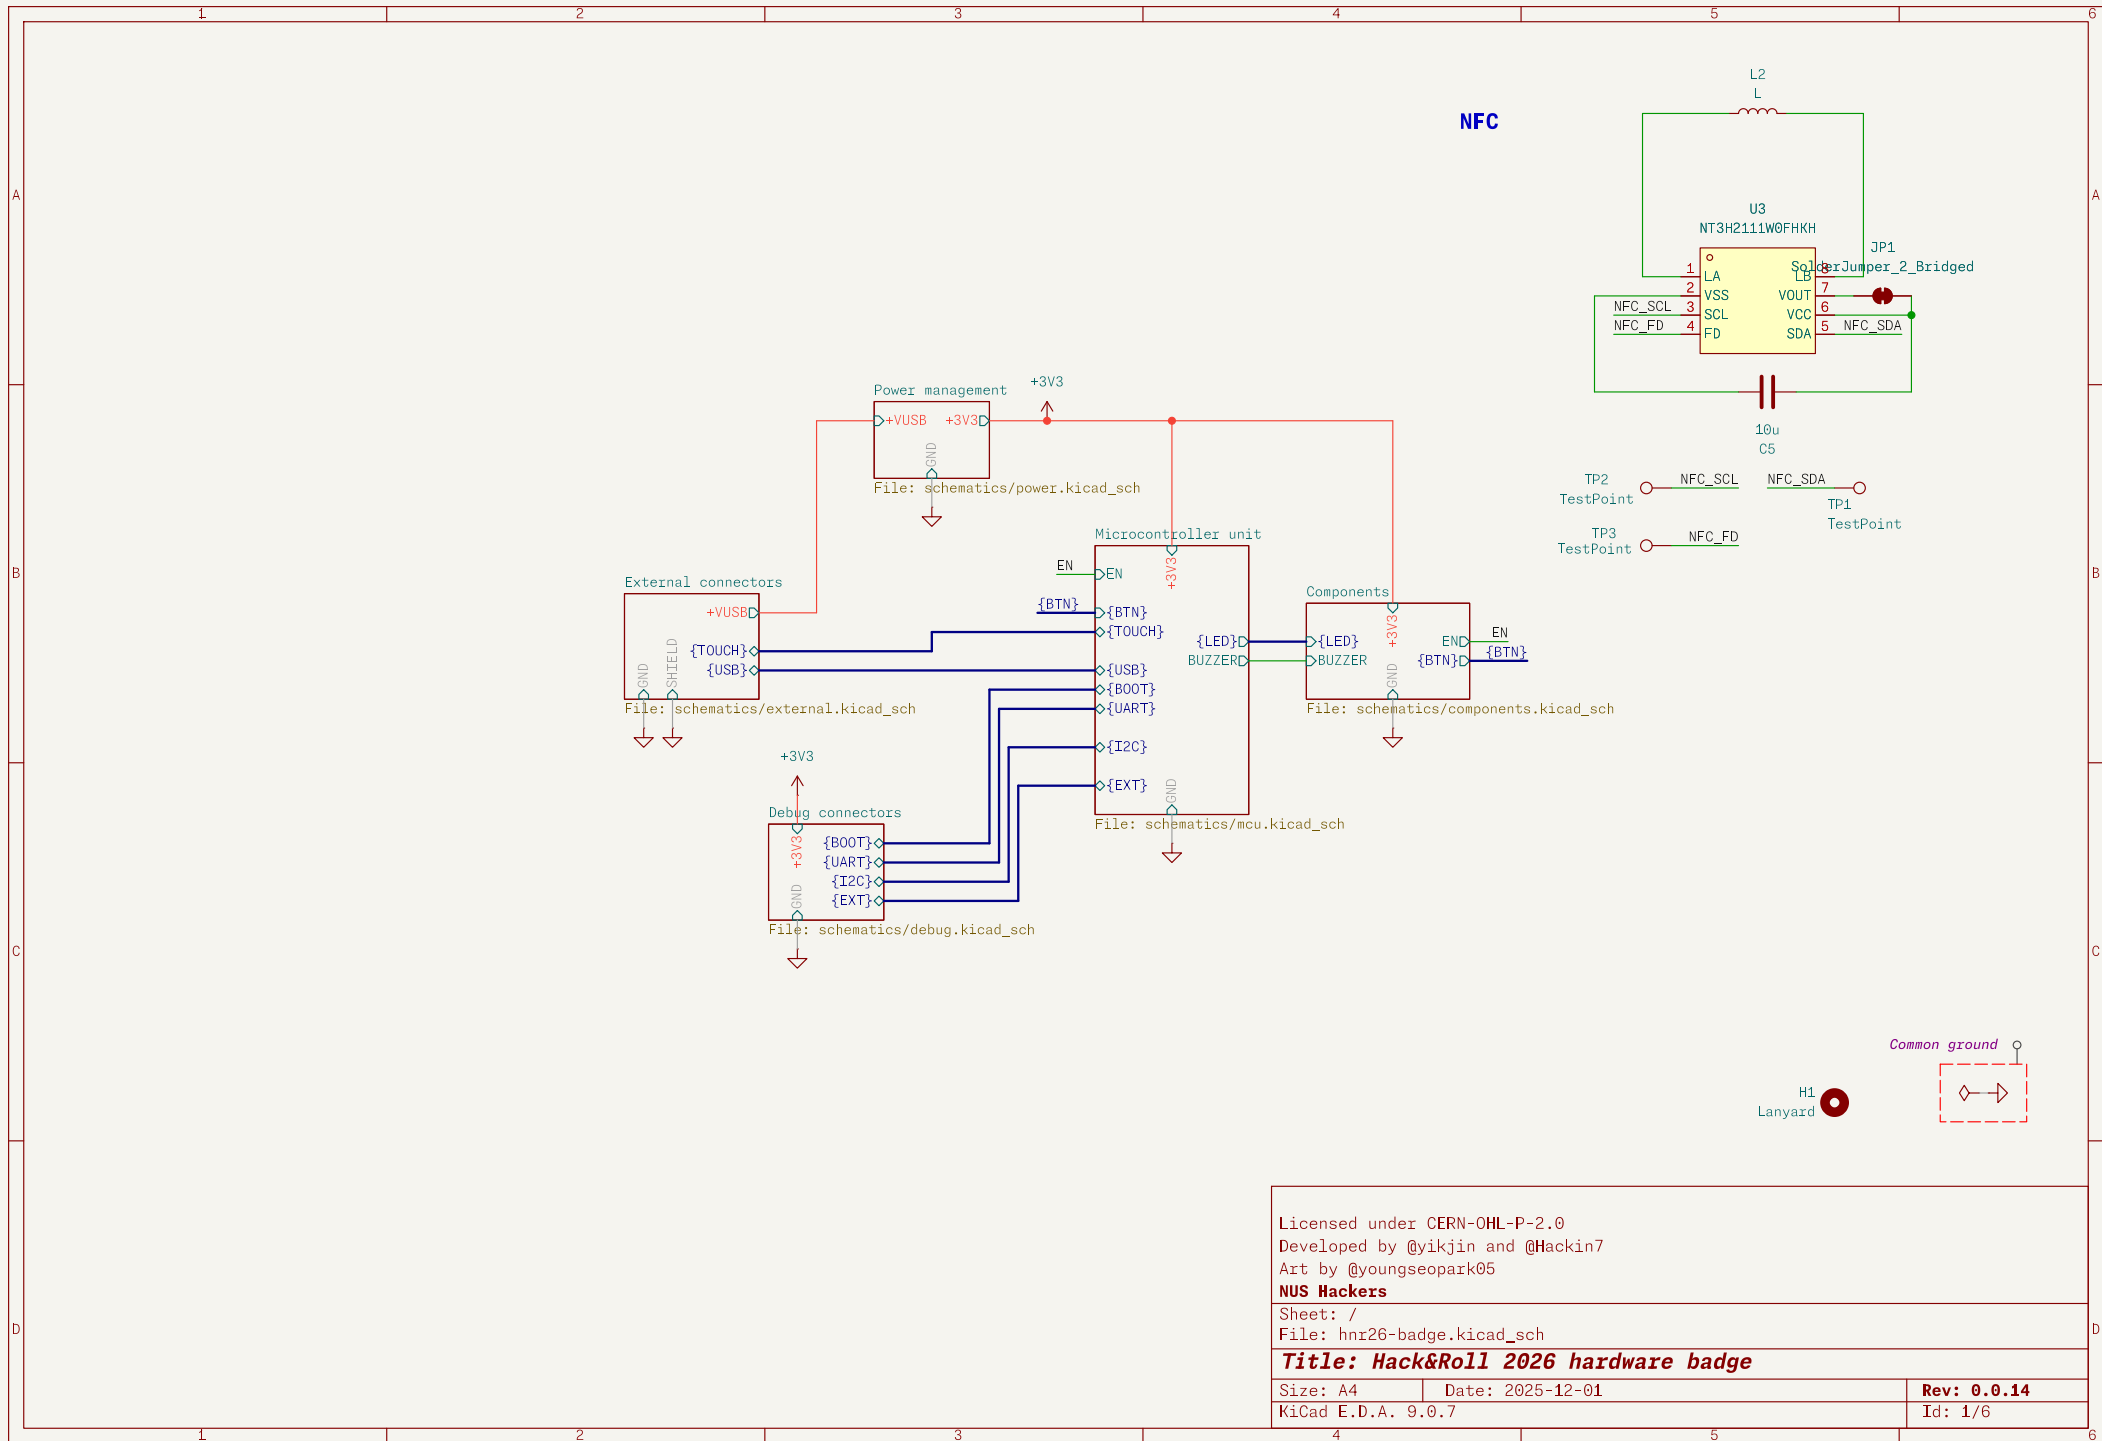 1 2 3 4 5 6
L2
L
NFC
A A
U3
NT3H2111W0FHKH
JP1
SolderJumper_2_Bridged
1 LA LB 8
2 VSS VOUT 7
NFC_SCL 3 SCL VCC 6
NFC_FD 4 FD SDA 5 NFC_SDA
10u
C5
TP2
TestPoint
NFC_SCL NFC_SDA
TP1
TestPoint
TP3
TestPoint
NFC_FD
Power management
+3V3
+VUSB +3V3
GND
File: schematics/power.kicad_sch
B B
Microcontroller unit
+3V3
EN EN
{BTN} {BTN}
{TOUCH}
{USB}
{BOOT}
{UART}
{I2C}
{EXT}
{LED}
BUZZER
GND
File: schematics/mcu.kicad_sch
External connectors
+VUSB
{TOUCH}
{USB}
GND SHIELD
File: schematics/external.kicad_sch
Components
+3V3
{LED} EN EN
BUZZER {BTN} {BTN}
GND
File: schematics/components.kicad_sch
+3V3
Debug connectors
+3V3
{BOOT}
{UART}
{I2C}
{EXT}
GND
File: schematics/debug.kicad_sch
C C
Common ground
H1
Lanyard
Licensed under CERN-OHL-P-2.0
Developed by @yikjin and @Hackin7
Art by @youngseopark05
NUS Hackers
Sheet: /
File: hnr26-badge.kicad_sch
D D
Title: Hack&Roll 2026 hardware badge
Size: A4 Date: 2025-12-01 Rev: 0.0.14
KiCad E.D.A. 9.0.7 Id: 1/6
1 2 3 4 5 6